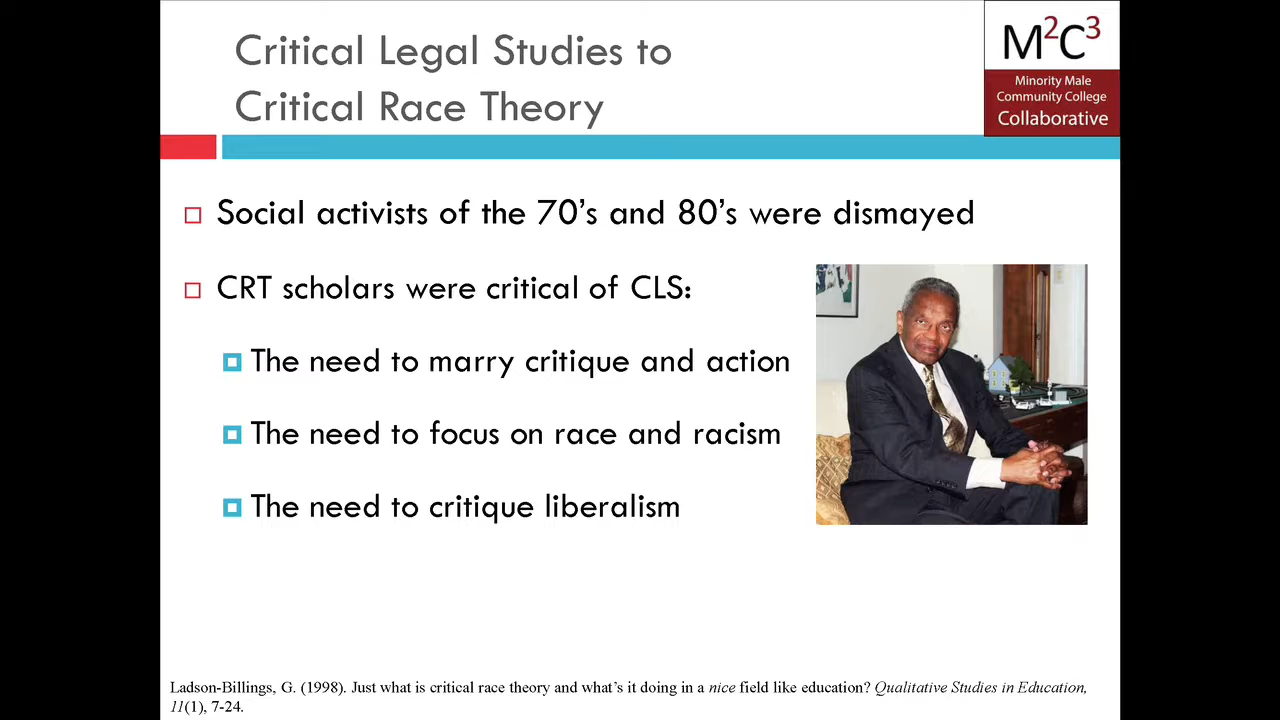 Critical Legal Studies to
Critical Race Theory
M²C³
Minority Male
Community College
Collaborative
Social activists of the 70’s and 80’s were dismayed
CRT scholars were critical of CLS:
The need to marry critique and action
The need to focus on race and racism
The need to critique liberalism
Ladson-Billings, G. (1998). Just what is critical race theory and what’s it doing in a nice field like education? Qualitative Studies in Education,
11(1), 7-24.